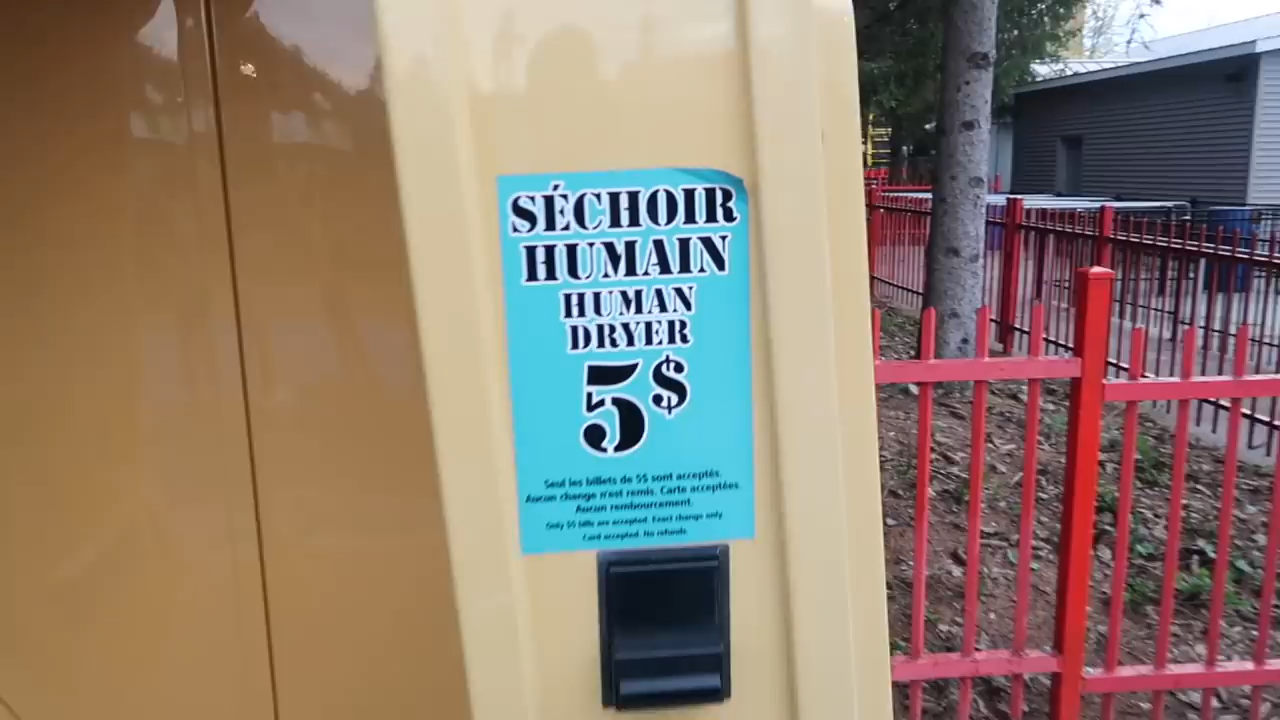 SÉCHOIR
HUMAIN
HUMAN
DRYER
5$
Seul les billets de 5$ sont acceptés.
Aucun change n'est remis. Carte acceptées.
Aucun remboursement.
Only $5 bills are accepted. Exact change only.
Card accepted. No refunds.